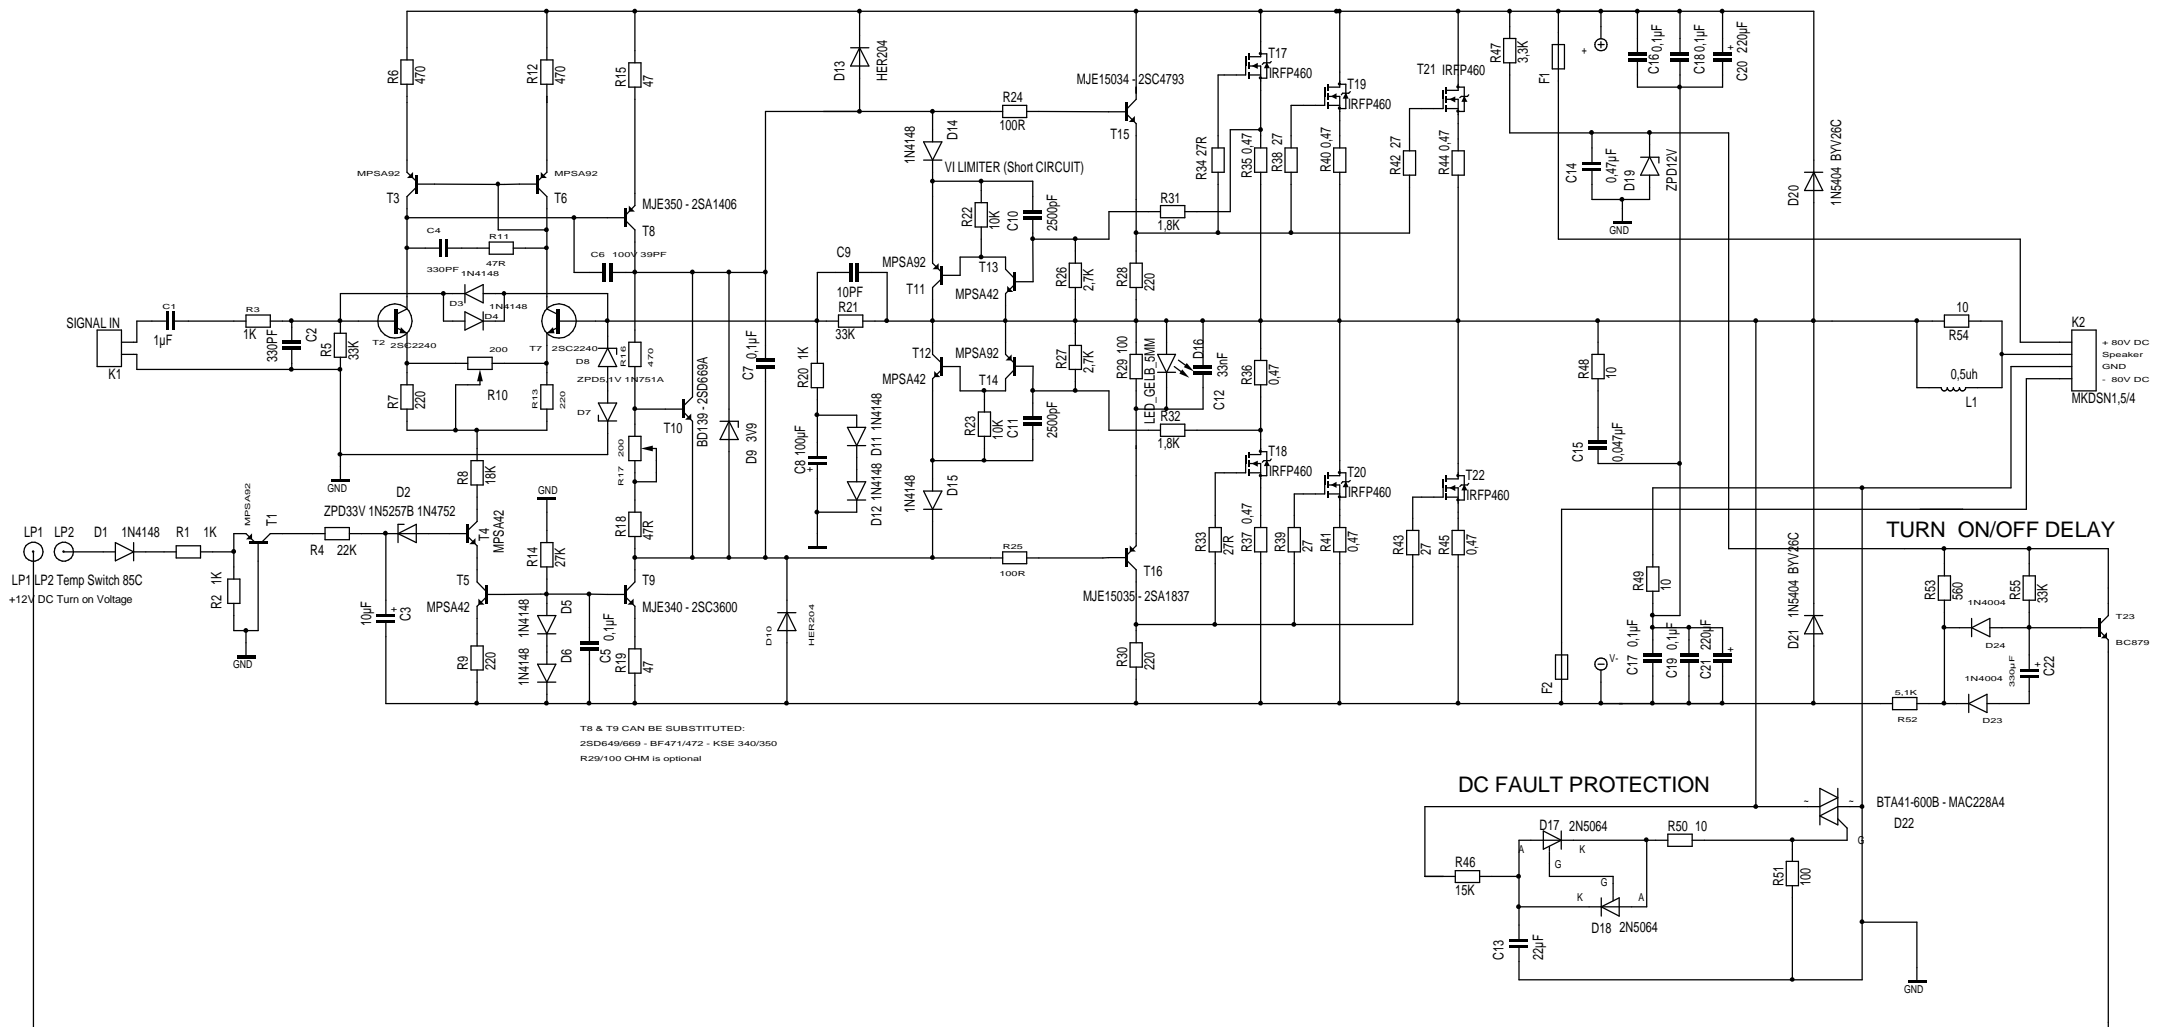 R6
470
R12
470
R15
47
D13
HER204
MJE15034 - 2SC4793
R24
100R
T15
T17
IRFP460
T19
IRFP460
T21 IRFP460
R47
3,3K
F1
+
C16 0,1µF
C18 0,1µF
C20 220µF
+
MPSA92
T3
MPSA92
T6
MJE350 - 2SA1406
T8
1N4148
D14
VI LIMITER (Short CIRCUIT)
R22
10K
C10
2500pF
R34 27R
R35 0,47
R38 27
R40 0,47
R42 27
R44 0,47
C14
0,47µF
D19
ZPD12V
GND
D20
1N5404 BYV26C
R31
1,8K
C4
330PF
R11
47R
C6 100V 39PF
C9
10PF
R21
33K
MPSA92
T11
T13
MPSA42
R26
2,7K
R28
220
SIGNAL IN
K1
C1
1µF
R3
1K
330PF
C2
R5
33K
1N4148
D3
1N4148
D4
T2 2SC2240
T7 2SC2240
200
R10
R7
220
R13
220
D8
ZPD5,1V 1N751A
D7
R16
470
T10
BD139 - 2SD669A
D9 3V9
C7 0,1µF
R20 1K
C8 100µF
+
D11 1N4148
D12 1N4148
T12
MPSA42
MPSA92
T14
R23
10K
C11
2500pF
R27
2,7K
R29 100
LED_GELB_5MM
D16
33nF
C12
R32
1,8K
R36
0,47
R48
10
C15
0,047µF
10
R54
0,5uh
L1
K2
+ 80V DC
Speaker
GND
- 80V DC
MKDSN1,5/4
R17 200
R8
18K
GND
D2
ZPD33V 1N5257B 1N4752
GND
1N4148
D15
T18
IRFP460
T20
IRFP460
T22
IRFP460
LP1
LP2
D1 1N4148
R1 1K
MPSA92
T1
R4 22K
T4
MPSA42
R14
27K
R18
47R
R25
100R
T16
MJE15035 - 2SA1837
R33
27R
R37 0,47
R39
27
R41
0,47
R43
27
R45
0,47
TURN ON/OFF DELAY
LP1 LP2 Temp Switch 85C
+12V DC Turn on Voltage
R2 1K
GND
10µF
C3
+
T5
MPSA42
T9
MJE340 - 2SC3600
1N4148
D5
1N4148
D6
C5 0,1µF
R9
220
R19
47
D10
HER204
R30
220
F2
V-
R49
10
C17 0,1µF
C19 0,1µF
C21 220µF
+
D21 1N5404 BYV26C
R53
560
R55
33K
1N4004
D24
T23
BC879
330µF
C22
+
1N4004
D23
5,1K
R52
T8 & T9 CAN BE SUBSTITUTED:
2SD649/669 - BF471/472 - KSE 340/350
R29/100 OHM is optional
DC FAULT PROTECTION
BTA41-600B - MAC228A4
D22
~
~
G
R46
15K
D17 2N5064
A
K
G
G
K
A
D18 2N5064
R50 10
R51
100
C13
22µF
GND